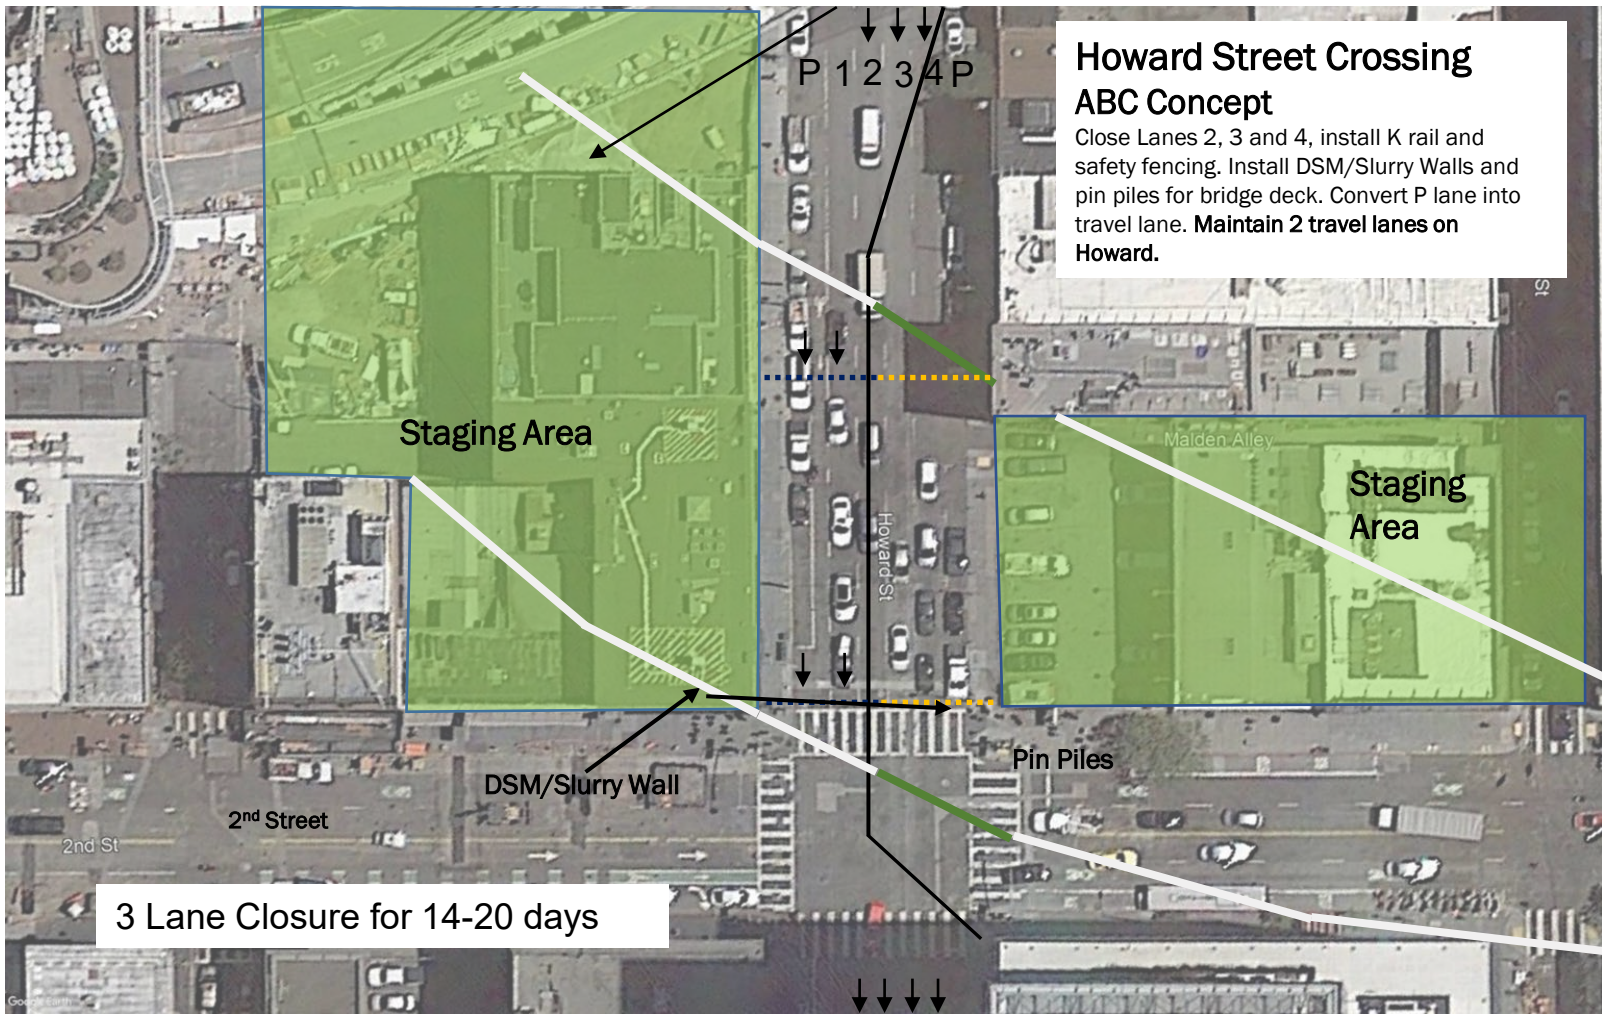 P 1 2 3 4 P
Howard Street Crossing
ABC Concept
Close Lanes 2, 3 and 4, install K rail and
safety fencing. Install DSM/Slurry Walls and
pin piles for bridge deck. Convert P lane into
travel lane. Maintain 2 travel lanes on
Howard.
St
Staging Area
Malden Alley
Staging
Area
Howard St
Pin Piles
DSM/Slurry Wall
2nd Street
2nd St
3 Lane Closure for 14-20 days
Google Earth